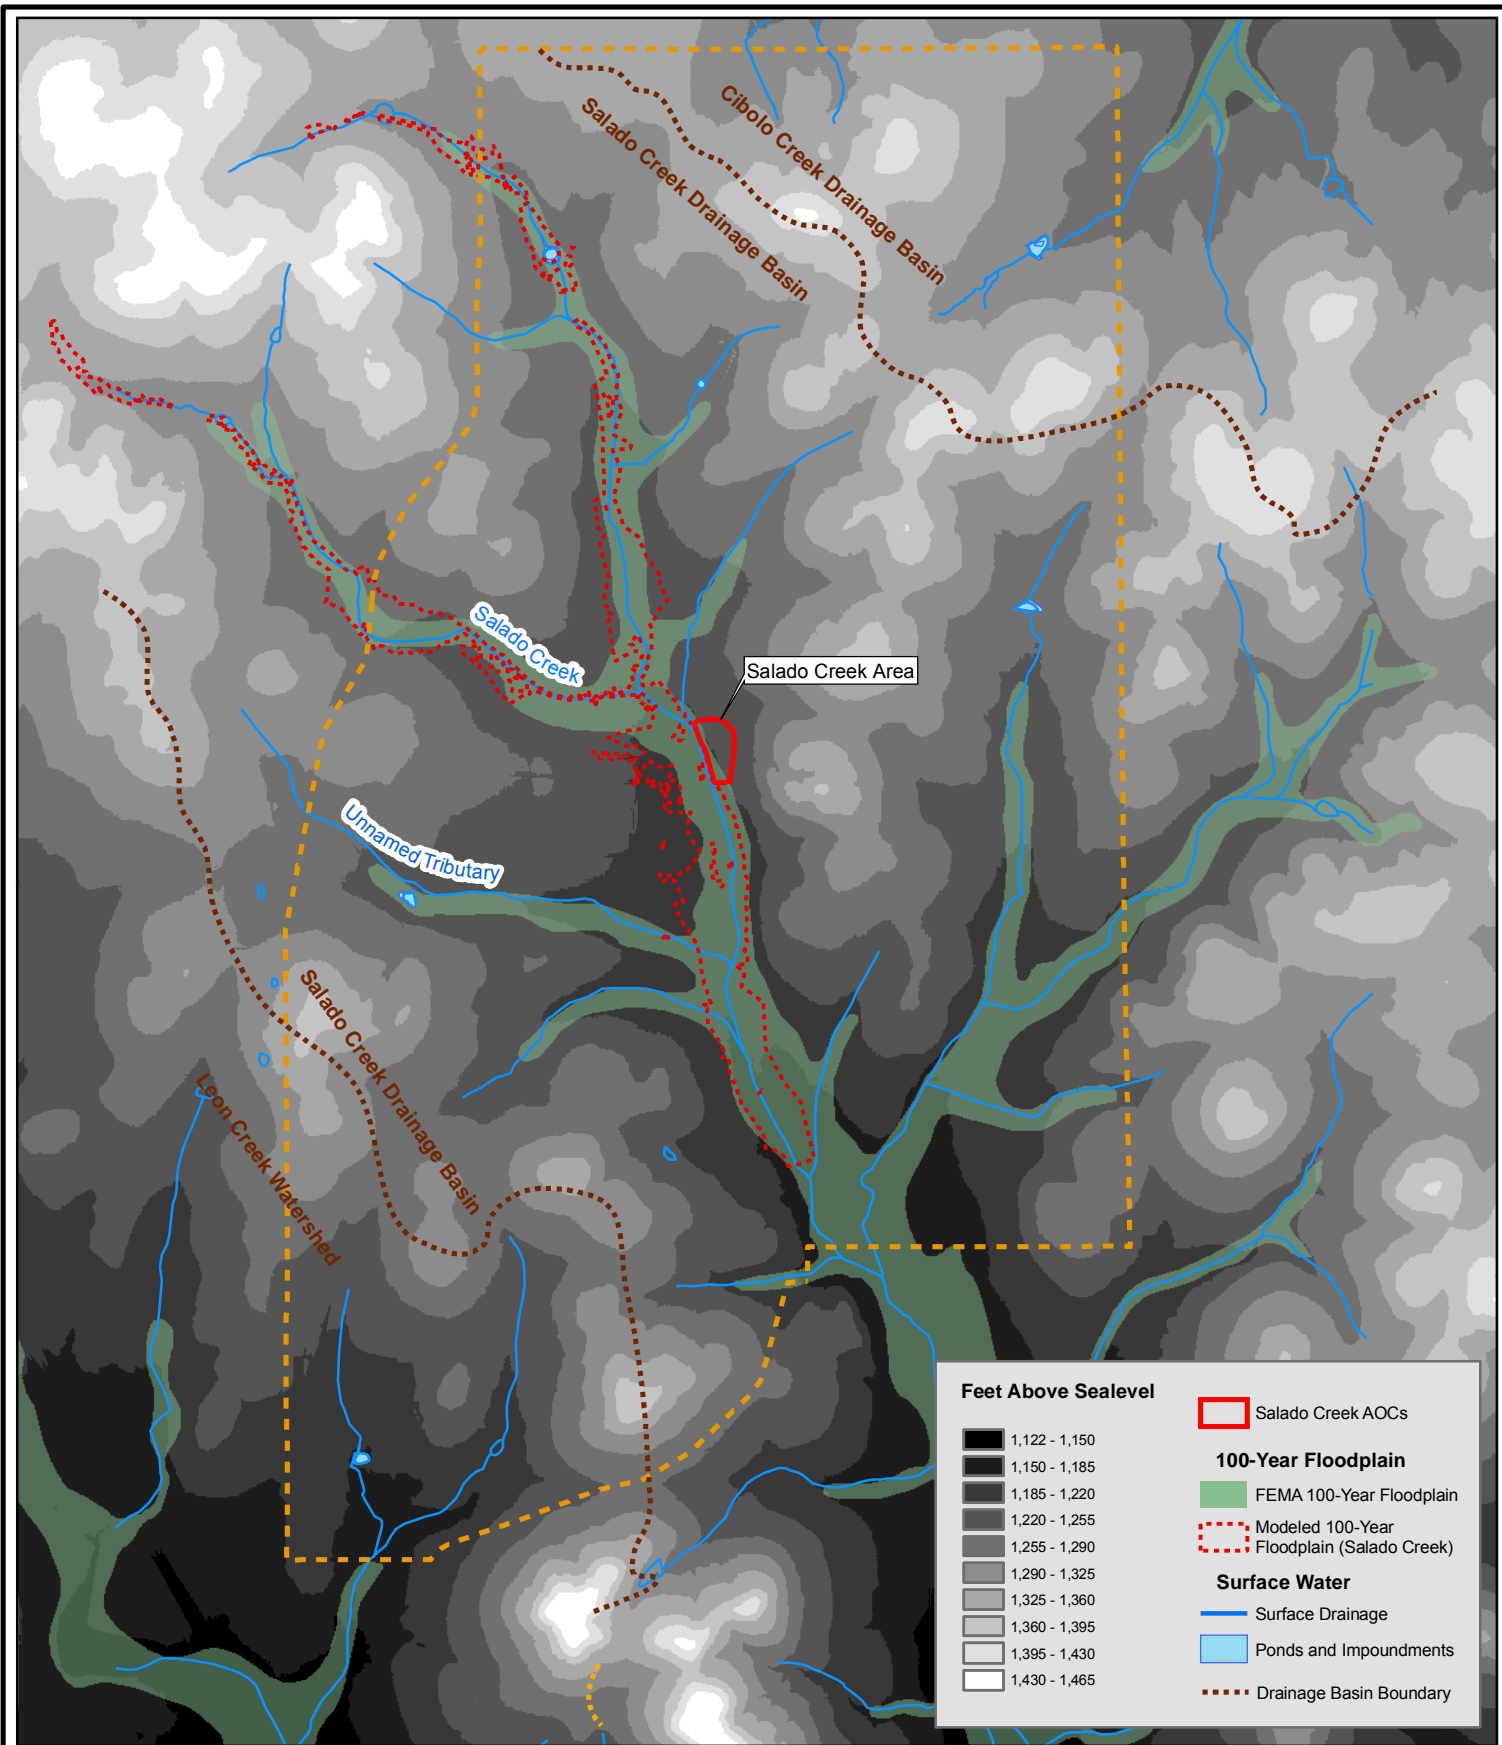 Cibolo Creek Drainage Basin
Salado Creek Drainage Basin
Salado Creek
Salado Creek Area
Unnamed Tributary
Salado Creek Drainage Basin
Leon Creek Watershed
Feet Above Sealevel
1,122 - 1,150
1,150 - 1,185
1,185 - 1,220
1,220 - 1,255
1,255 - 1,290
1,290 - 1,325
1,325 - 1,360
1,360 - 1,395
1,395 - 1,430
1,430 - 1,465
Salado Creek AOCs
100-Year Floodplain
FEMA 100-Year Floodplain
Modeled 100-Year
Floodplain (Salado Creek)
Surface Water
Surface Drainage
Ponds and Impoundments
Drainage Basin Boundary